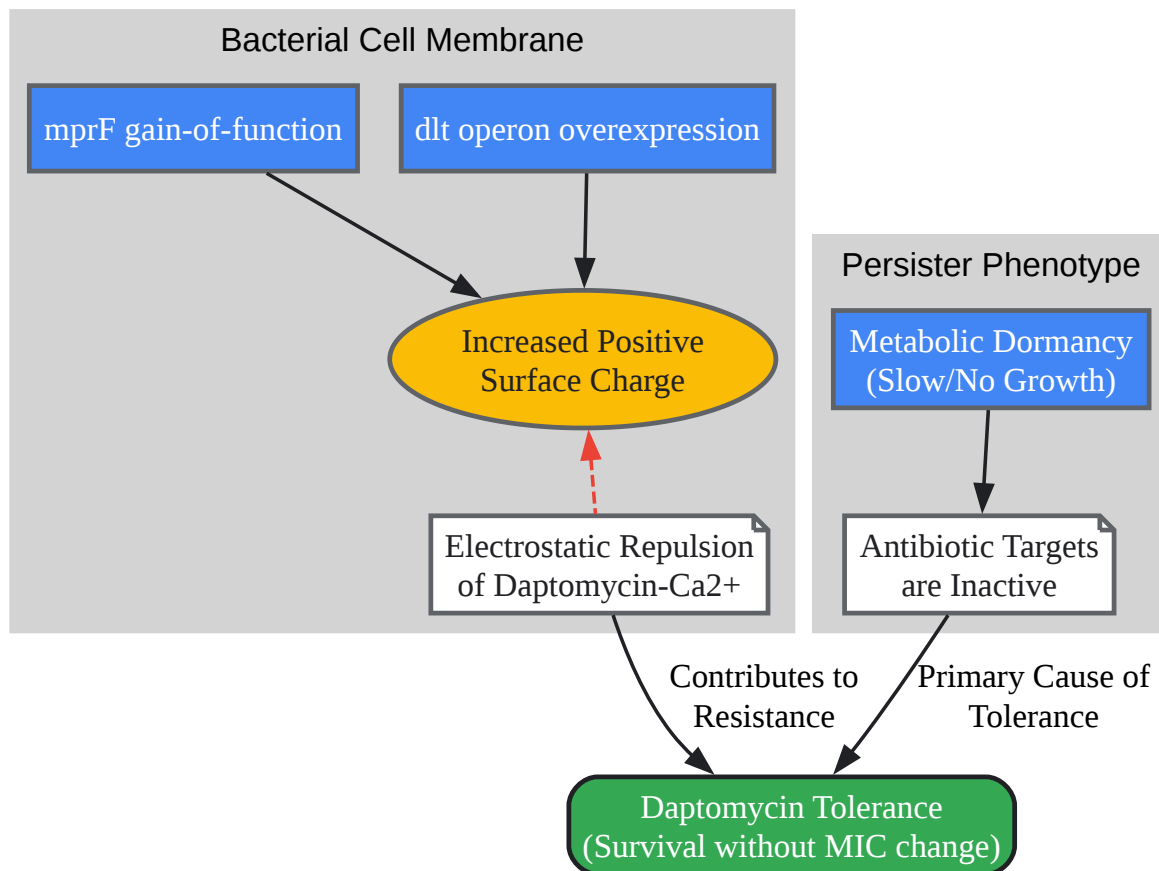 Bacterial Cell Membrane
mprF gain-of-function
dlt operon overexpression
Increased Positive
Surface Charge
Electrostatic Repulsion
of Daptomycin-Ca2+
Persister Phenotype
Metabolic Dormancy
(Slow/No Growth)
Antibiotic Targets
are Inactive
Contributes to
Resistance
Primary Cause of
Tolerance
Daptomycin Tolerance
(Survival without MIC change)